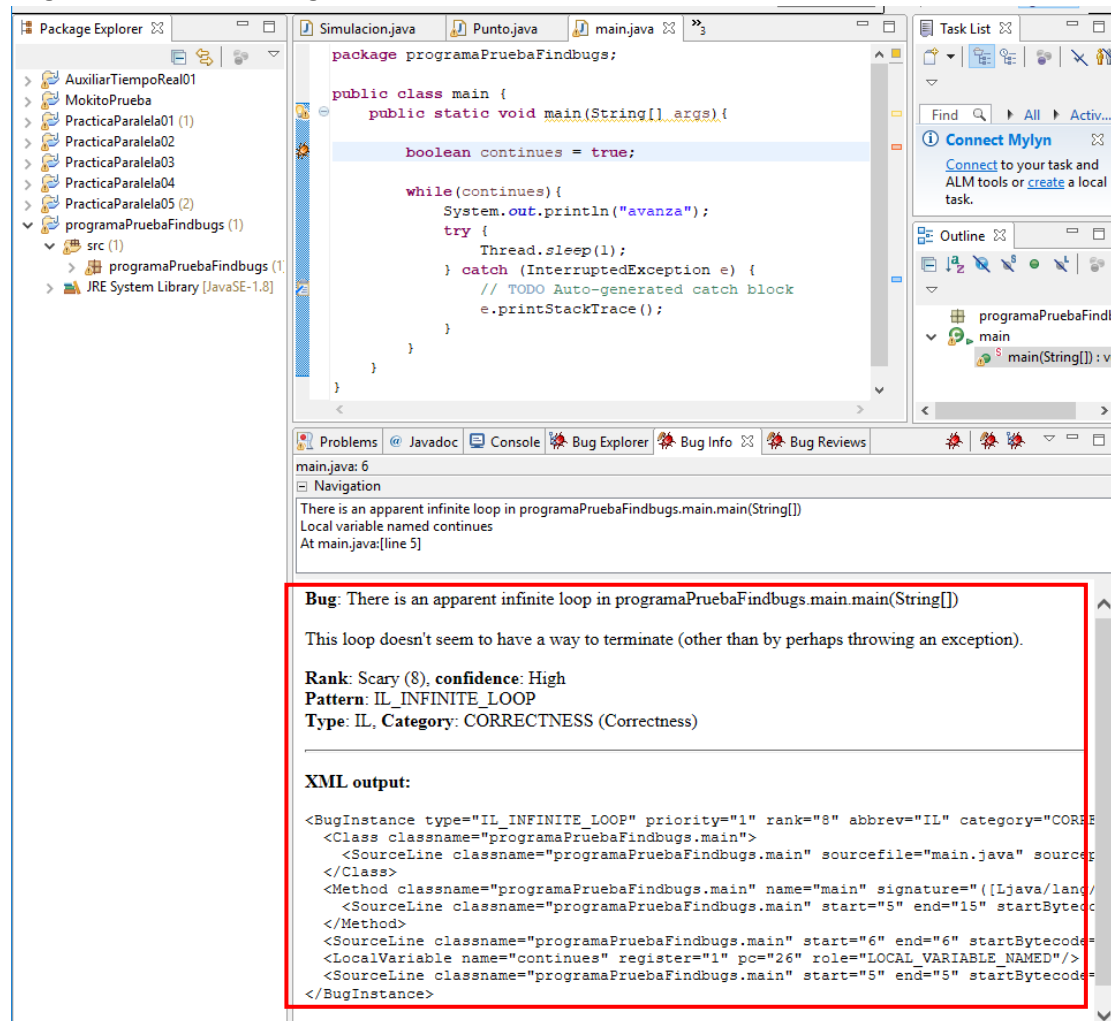 Package Explorer
AuxiliarTiempoReal01
MokitoPrueba
PracticaParalela01 (1)
PracticaParalela02
PracticaParalela03
PracticaParalela04
PracticaParalela05 (2)
programaPruebaFindbugs (1)
src (1)
programaPruebaFindbugs (1
JRE System Library [JavaSE-1.8]
Simulacion.java Punto.java main.java »3
package programaPruebaFindbugs;
public class main {
public static void main(String[] args){
boolean continues = true;
while(continues){
System.out.println("avanza");
try {
Thread.sleep(1);
} catch (InterruptedException e) {
// TODO Auto-generated catch block
e.printStackTrace();
}
}
}
}
Task List
Find All Activ...
Connect Mylyn
Connect to your task and
ALM tools or create a local
task.
Outline
programaPruebaFindb
main
main(String[]) : v
Problems @ Javadoc Console Bug Explorer Bug Info Bug Reviews
main.java: 6
Navigation
There is an apparent infinite loop in programaPruebaFindbugs.main.main(String[])
Local variable named continues
At main.java:[line 5]
Bug: There is an apparent infinite loop in programaPruebaFindbugs.main.main(String[])
This loop doesn't seem to have a way to terminate (other than by perhaps throwing an exception).
Rank: Scary (8), confidence: High
Pattern: IL_INFINITE_LOOP
Type: IL, Category: CORRECTNESS (Correctness)
XML output:
<BugInstance type="IL_INFINITE_LOOP" priority="1" rank="8" abbrev="IL" category="CORRE
<Class classname="programaPruebaFindbugs.main">
<SourceLine classname="programaPruebaFindbugs.main" sourcefile="main.java" sourcep
</Class>
<Method classname="programaPruebaFindbugs.main" name="main" signature="([Ljava/lang/
<SourceLine classname="programaPruebaFindbugs.main" start="5" end="15" startBytecod
</Method>
<SourceLine classname="programaPruebaFindbugs.main" start="6" end="6" startBytecode=
<LocalVariable name="continues" register="1" pc="26" role="LOCAL_VARIABLE_NAMED"/>
<SourceLine classname="programaPruebaFindbugs.main" start="5" end="5" startBytecode=
</BugInstance>